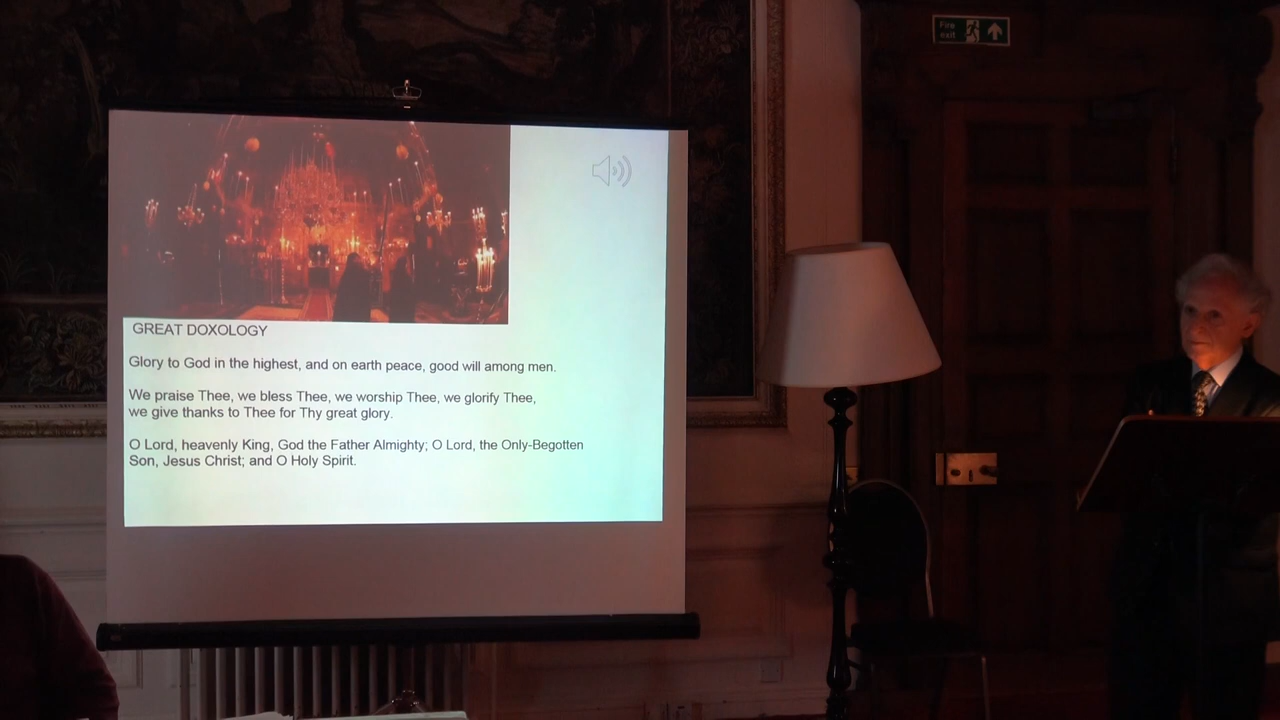 Fire
exit
GREAT DOXOLOGY
Glory to God in the highest, and on earth peace, good will among men.
We praise Thee, we bless Thee, we worship Thee, we glorify Thee,
we give thanks to Thee for Thy great glory.
O Lord, heavenly King, God the Father Almighty; O Lord, the Only-Begotten
Son, Jesus Christ; and O Holy Spirit.